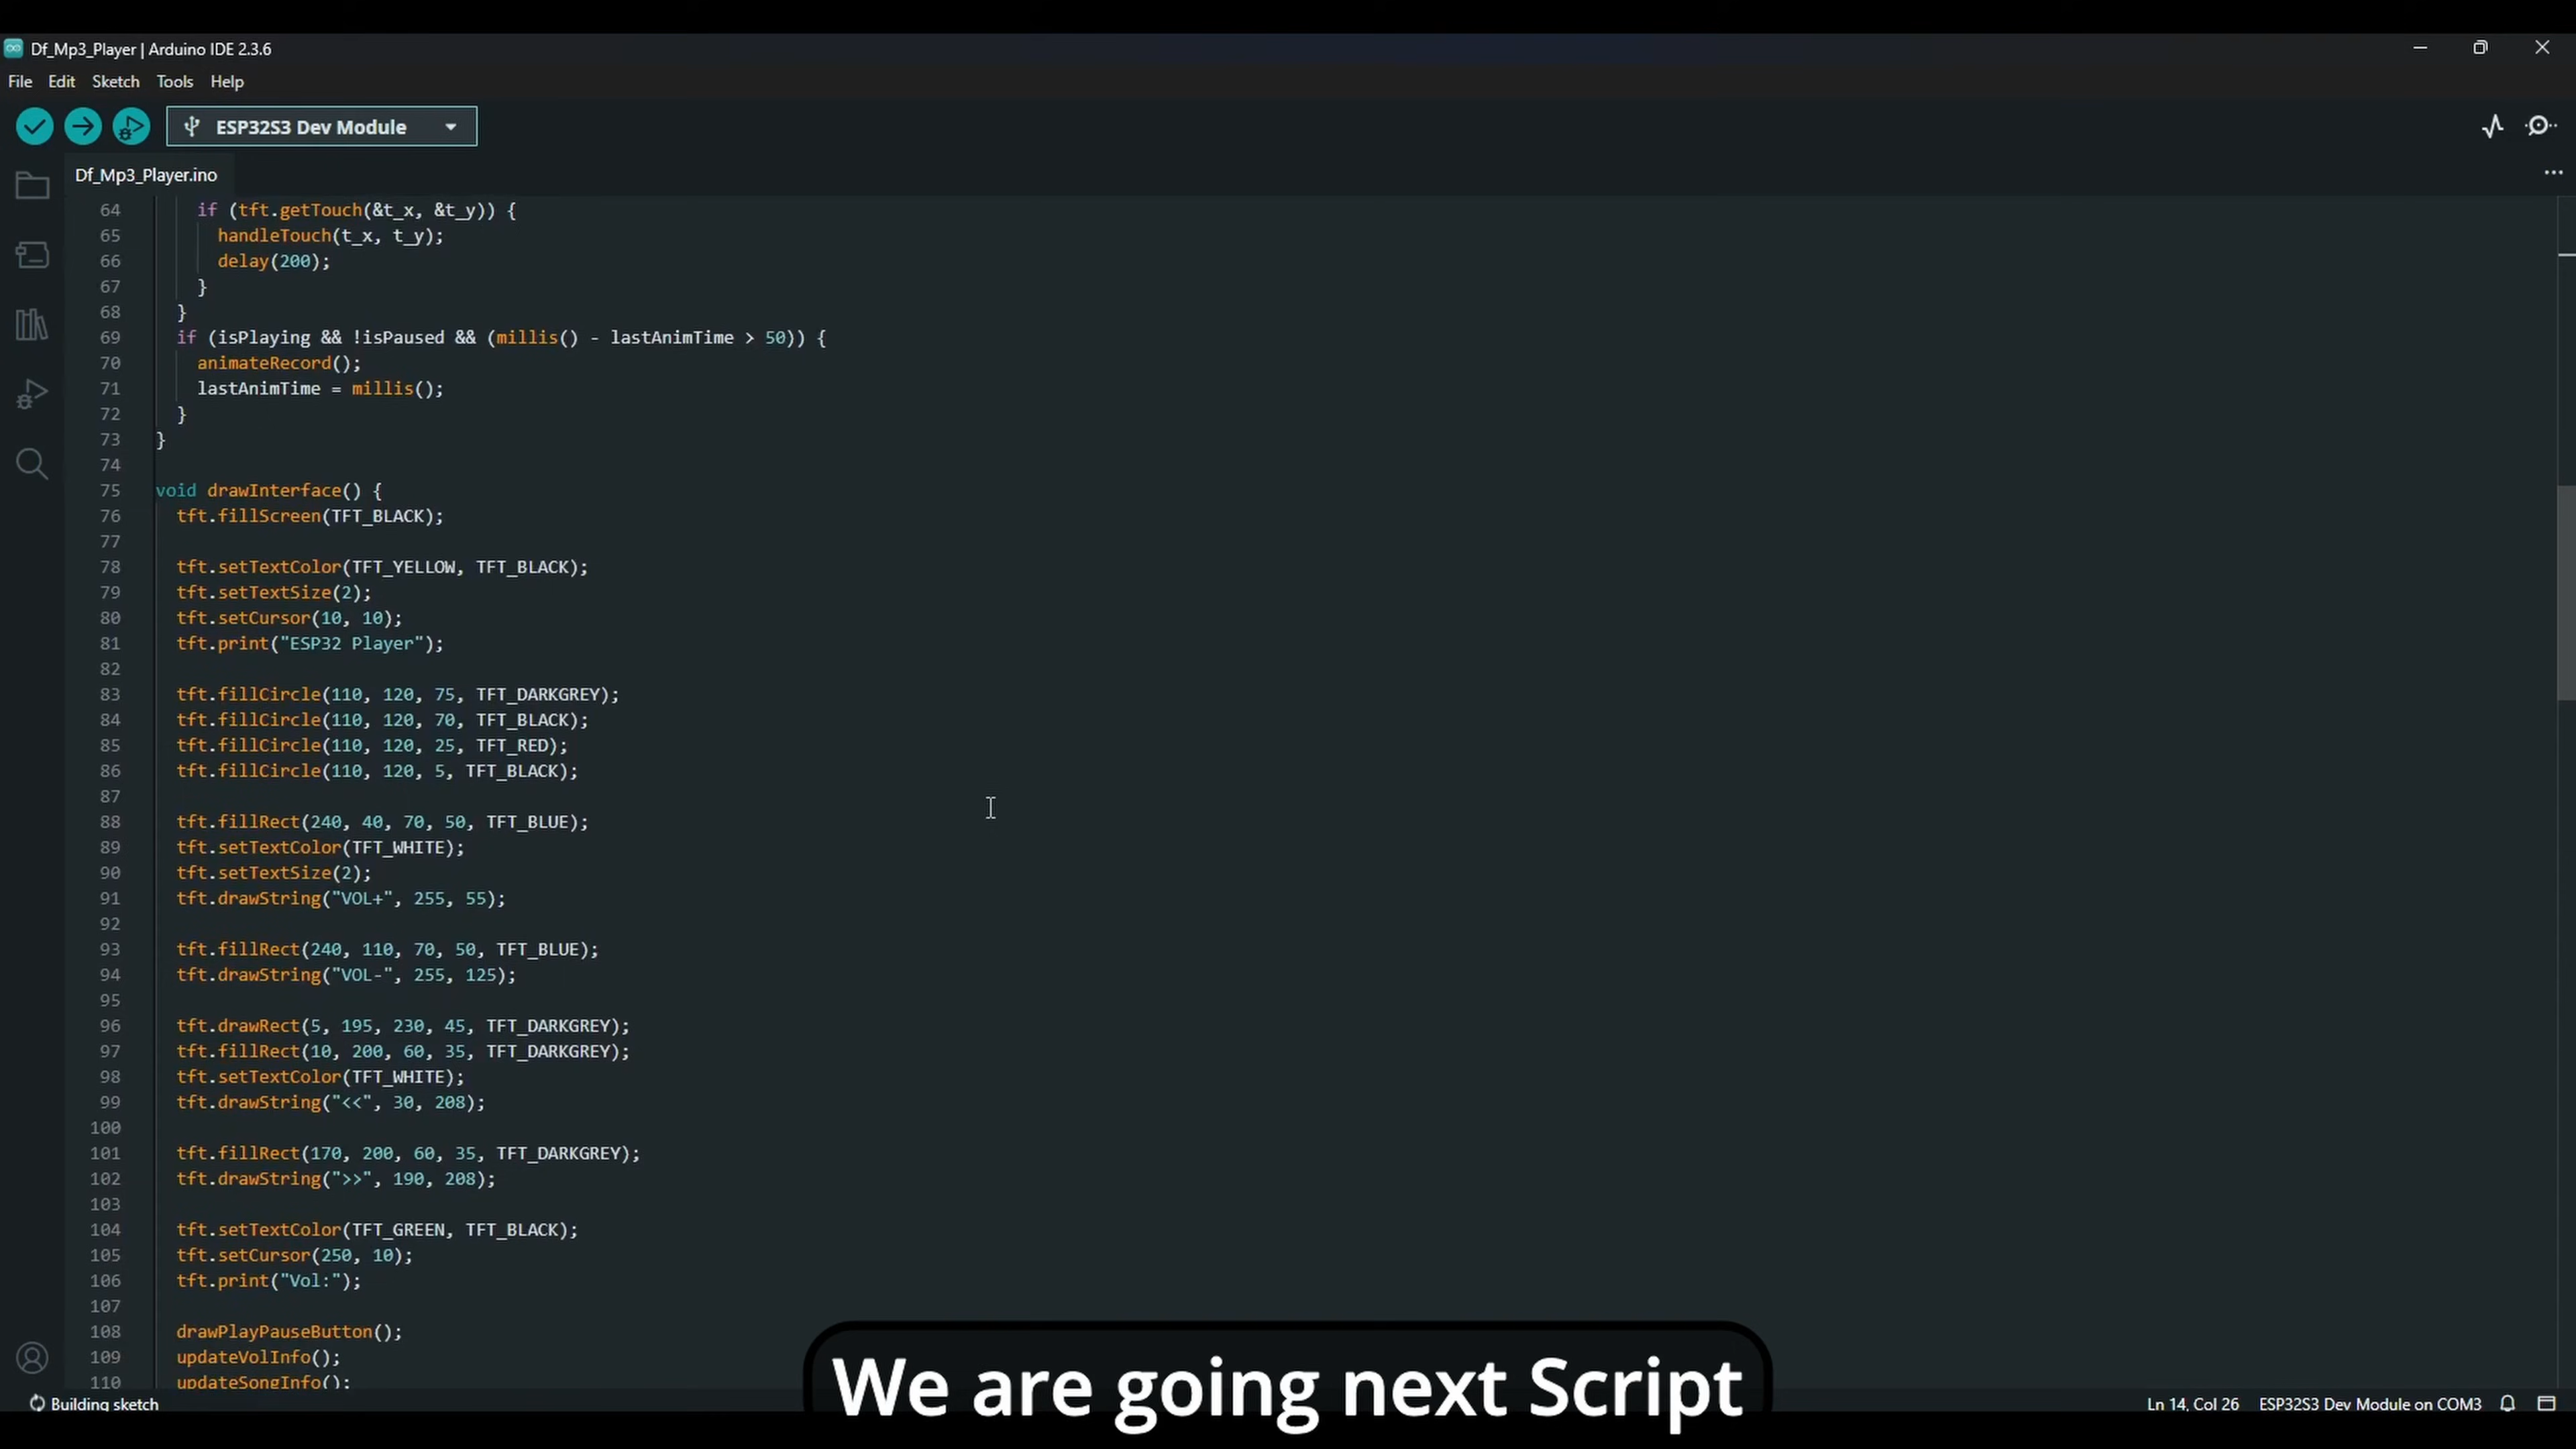 Df_Mp3_Player | Arduino IDE 2.3.6
File Edit Sketch Tools Help
ESP32S3 Dev Module
Df_Mp3_Player.ino
64 if (tft.getTouch(&t_x, &t_y)) {
65 handleTouch(t_x, t_y);
66 delay(200);
67 }
68 }
69 if (isPlaying && !isPaused && (millis() - lastAnimTime > 50)) {
70 animateRecord();
71 lastAnimTime = millis();
72 }
73 }
74
75 void drawInterface() {
76 tft.fillScreen(TFT_BLACK);
77
78 tft.setTextColor(TFT_YELLOW, TFT_BLACK);
79 tft.setTextSize(2);
80 tft.setCursor(10, 10);
81 tft.print("ESP32 Player");
82
83 tft.fillCircle(110, 120, 75, TFT_DARKGREY);
84 tft.fillCircle(110, 120, 70, TFT_BLACK);
85 tft.fillCircle(110, 120, 25, TFT_RED);
86 tft.fillCircle(110, 120, 5, TFT_BLACK);
87
88 tft.fillRect(240, 40, 70, 50, TFT_BLUE);
89 tft.setTextColor(TFT_WHITE);
90 tft.setTextSize(2);
91 tft.drawString("VOL+", 255, 55);
92
93 tft.fillRect(240, 110, 70, 50, TFT_BLUE);
94 tft.drawString("VOL-", 255, 125);
95
96 tft.drawRect(5, 195, 230, 45, TFT_DARKGREY);
97 tft.fillRect(10, 200, 60, 35, TFT_DARKGREY);
98 tft.setTextColor(TFT_WHITE);
99 tft.drawString("<<", 30, 208);
100
101 tft.fillRect(170, 200, 60, 35, TFT_DARKGREY);
102 tft.drawString(">>", 190, 208);
103
104 tft.setTextColor(TFT_GREEN, TFT_BLACK);
105 tft.setCursor(250, 10);
106 tft.print("Vol:");
107
108 drawPlayPauseButton();
109 updateVolInfo();
110 updateSongInfo();
We are going next Script
Building sketch
Ln 14, Col 26 ESP32S3 Dev Module on COM3